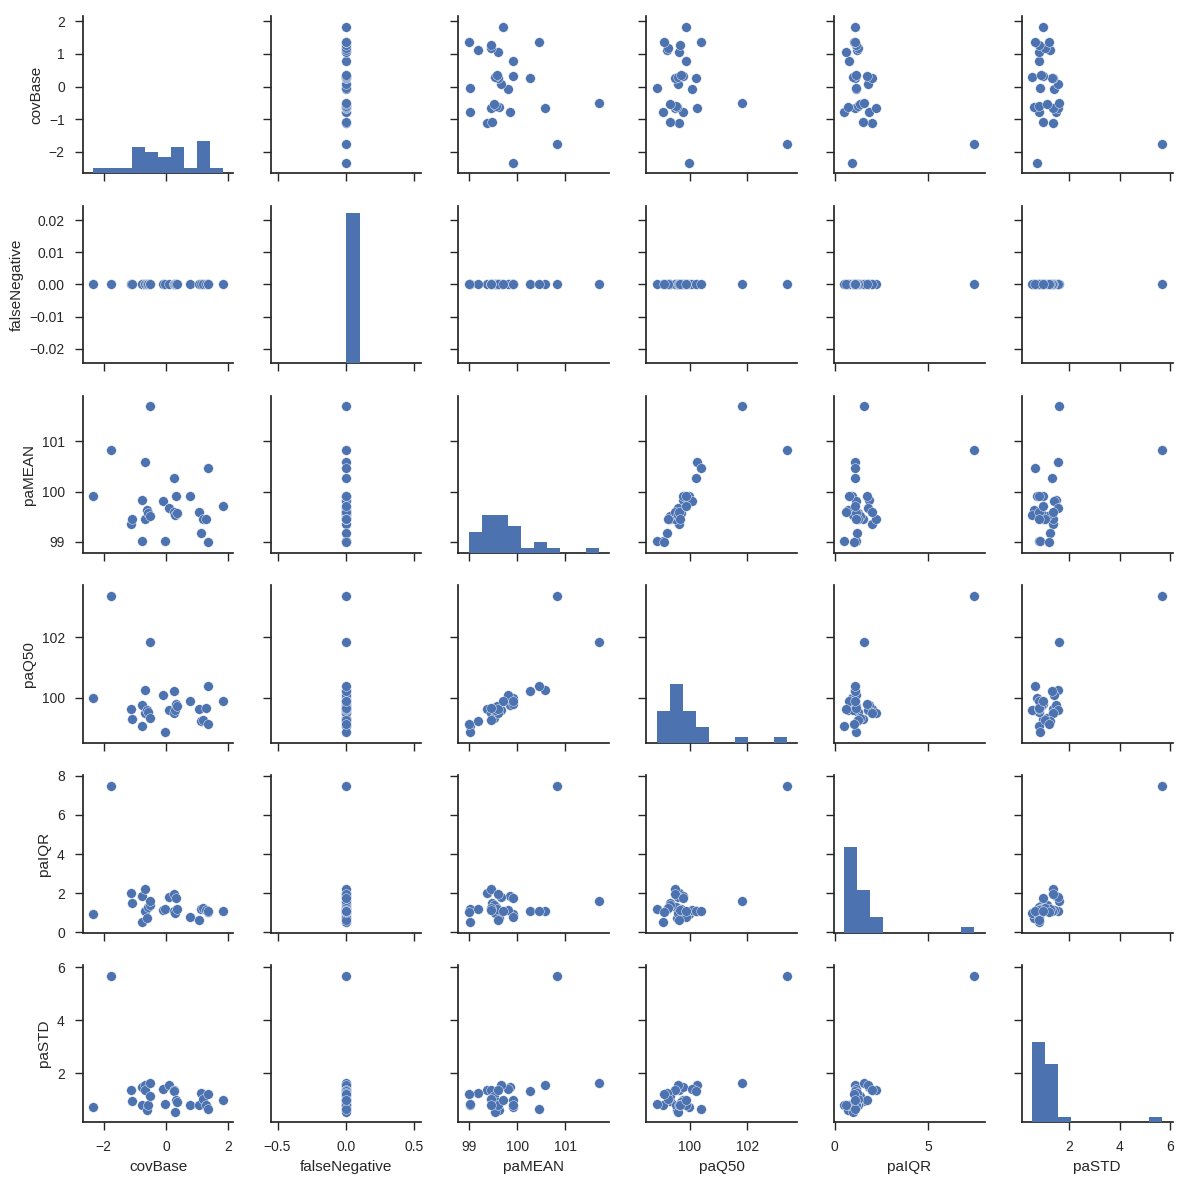 2
1
0
−1
−2
covBase
0.02
0.01
0.00
−0.01
−0.02
falseNegative
101
100
99
paMEAN
102
100
paQ50
8
6
4
2
0
paIQR
6
4
2
paSTD
−2 0 2
−0.5 0.0 0.5
99 100 101
100 102
0 5
2 4 6
covBase falseNegative paMEAN paQ50 paIQR paSTD